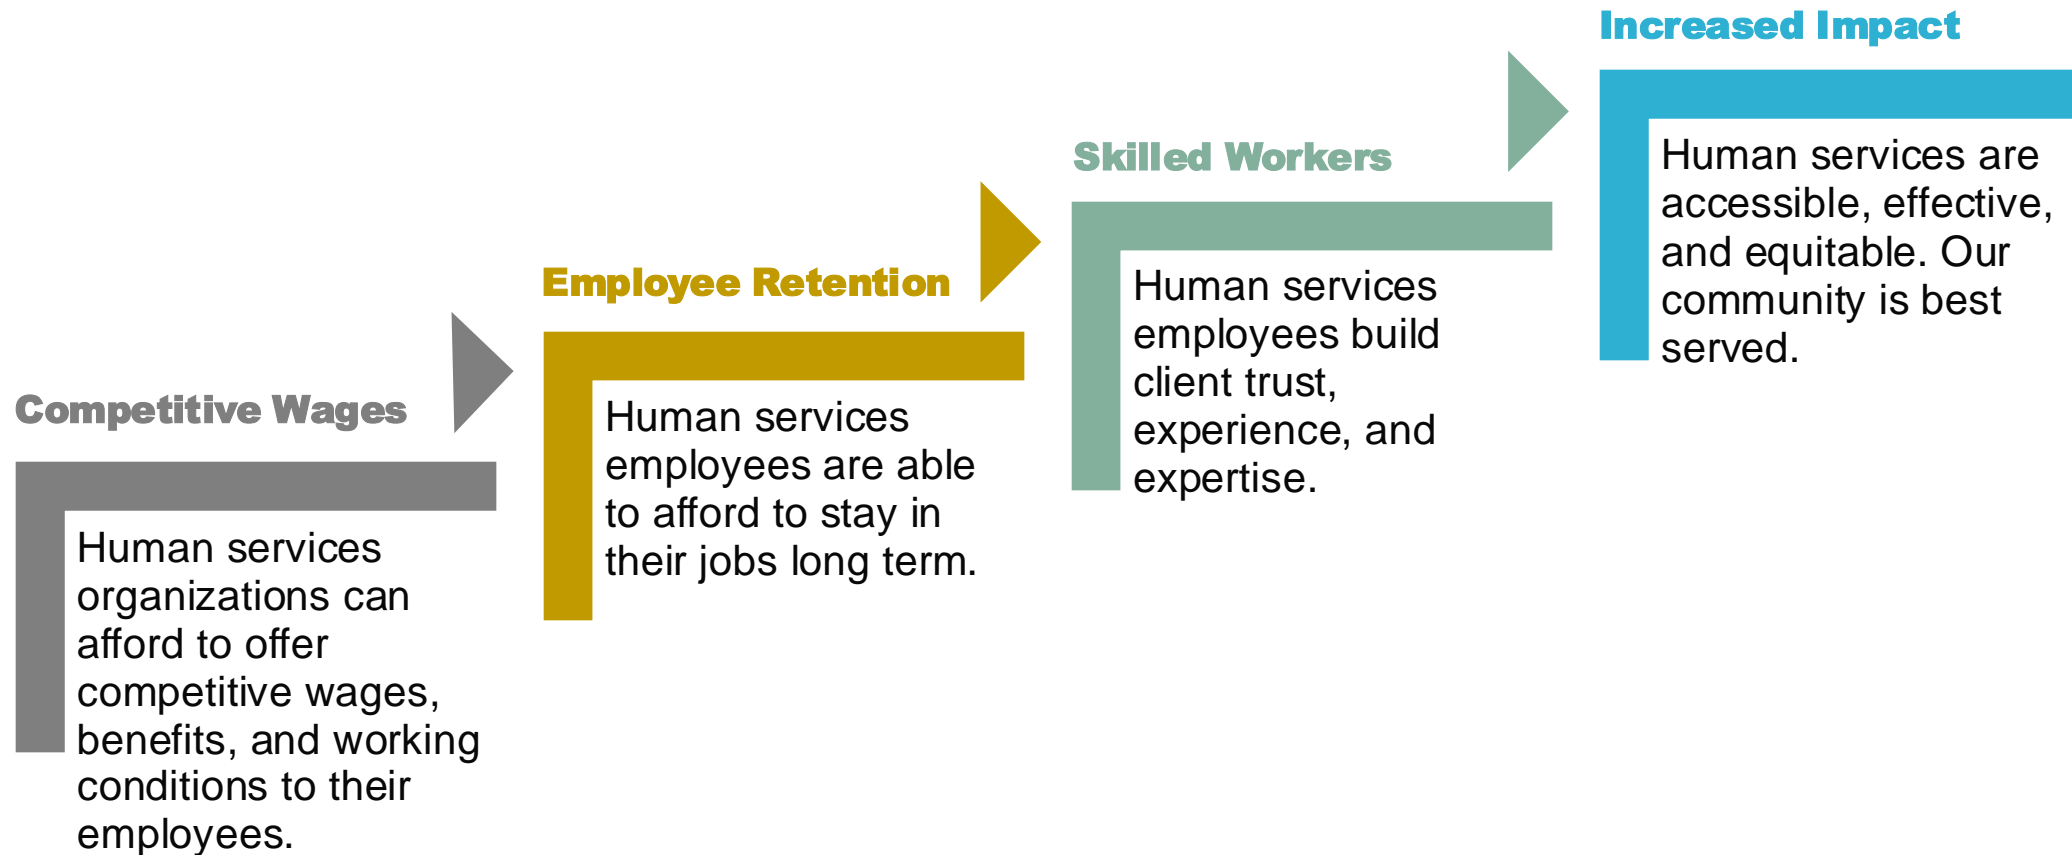 Competitive Wages
Human services
organizations can
afford to offer
competitive wages,
benefits, and working
conditions to their
employees.
Employee Retention
Human services
employees are able
to afford to stay in
their jobs long term.
Skilled Workers
Human services
employees build
client trust,
experience, and
expertise.
Increased Impact
Human services are
accessible, effective,
and equitable. Our
community is best
served.